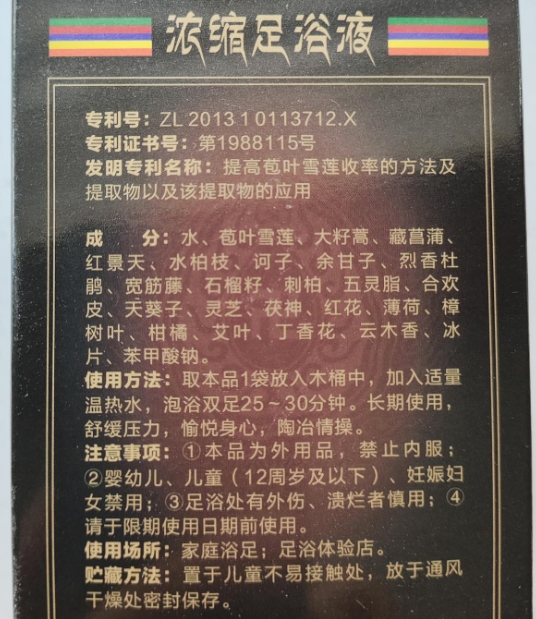 浓缩足浴液
专利号：ZL 2013 1 0113712.X
专利证书号：第1988115号
发明专利名称：提高苞叶雪莲收率的方法及
提取物以及该提取物的应用
成　　分：水、苞叶雪莲、大籽蒿、藏菖蒲、
红景天、水柏枝、诃子、余甘子、烈香杜
鹃、宽筋藤、石榴籽、刺柏、五灵脂、合欢
皮、天葵子、灵芝、茯神、红花、薄荷、樟
树叶、柑橘、艾叶、丁香花、云木香、冰
片、苯甲酸钠。
使用方法：取本品1袋放入木桶中，加入适量
温热水，泡浴双足25～30分钟。长期使用，
舒缓压力，愉悦身心，陶冶情操。
注意事项：①本品为外用品，禁止内服；
②婴幼儿、儿童（12周岁及以下）、妊娠妇
女禁用；③足浴处有外伤、溃烂者慎用；④
请于限期使用日期前使用。
使用场所：家庭浴足；足浴体验店。
贮藏方法：置于儿童不易接触处，放于通风
干燥处密封保存。